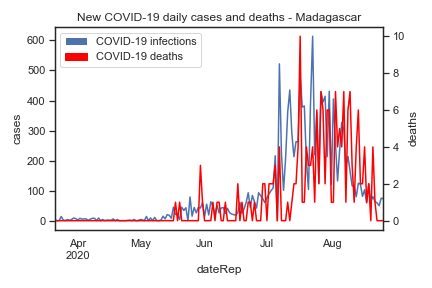 New COVID-19 daily cases and deaths - Madagascar
COVID-19 infections
COVID-19 deaths
600
500
400
300
200
100
0
cases
10
8
6
4
2
0
deaths
Apr
2020
May
Jun
Jul
Aug
dateRep